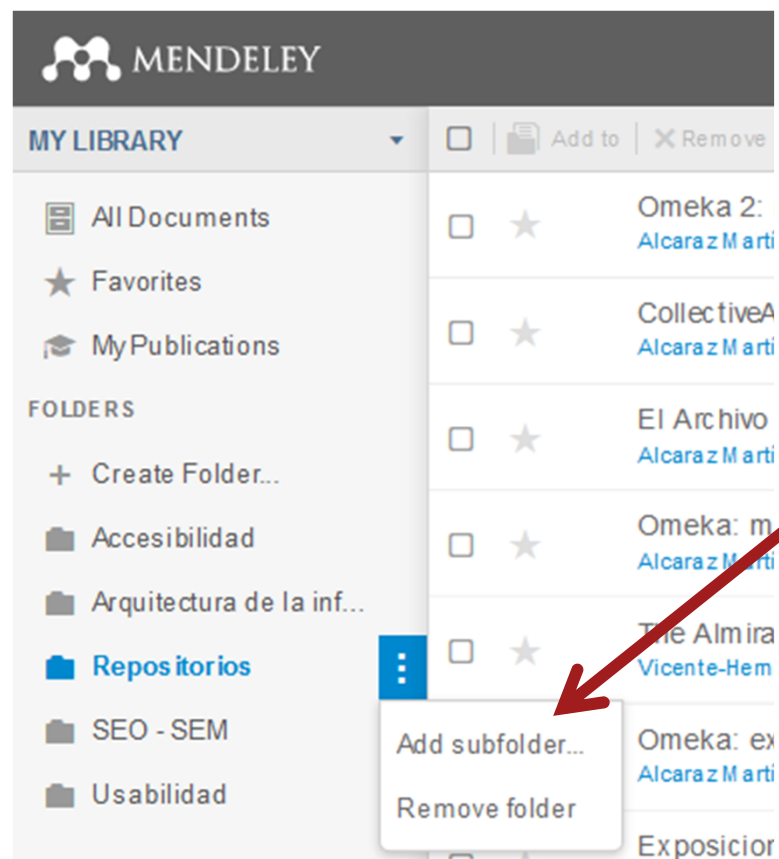 MENDELEY
MY LIBRARY
Add to
Remove
All Documents
Favorites
My Publications
FOLDERS
+ Create Folder...
Accesibilidad
Arquitectura de la inf...
Repositorios
SEO - SEM
Usabilidad
Add subfolder...
Remove folder
Omeka 2:
Alcaraz Marti
CollectiveA
Alcaraz Marti
El Archivo
Alcaraz Marti
Omeka: m
Alcaraz Marti
The Almira
Vicente-Hern
Omeka: ex
Alcaraz Marti
Exposicion